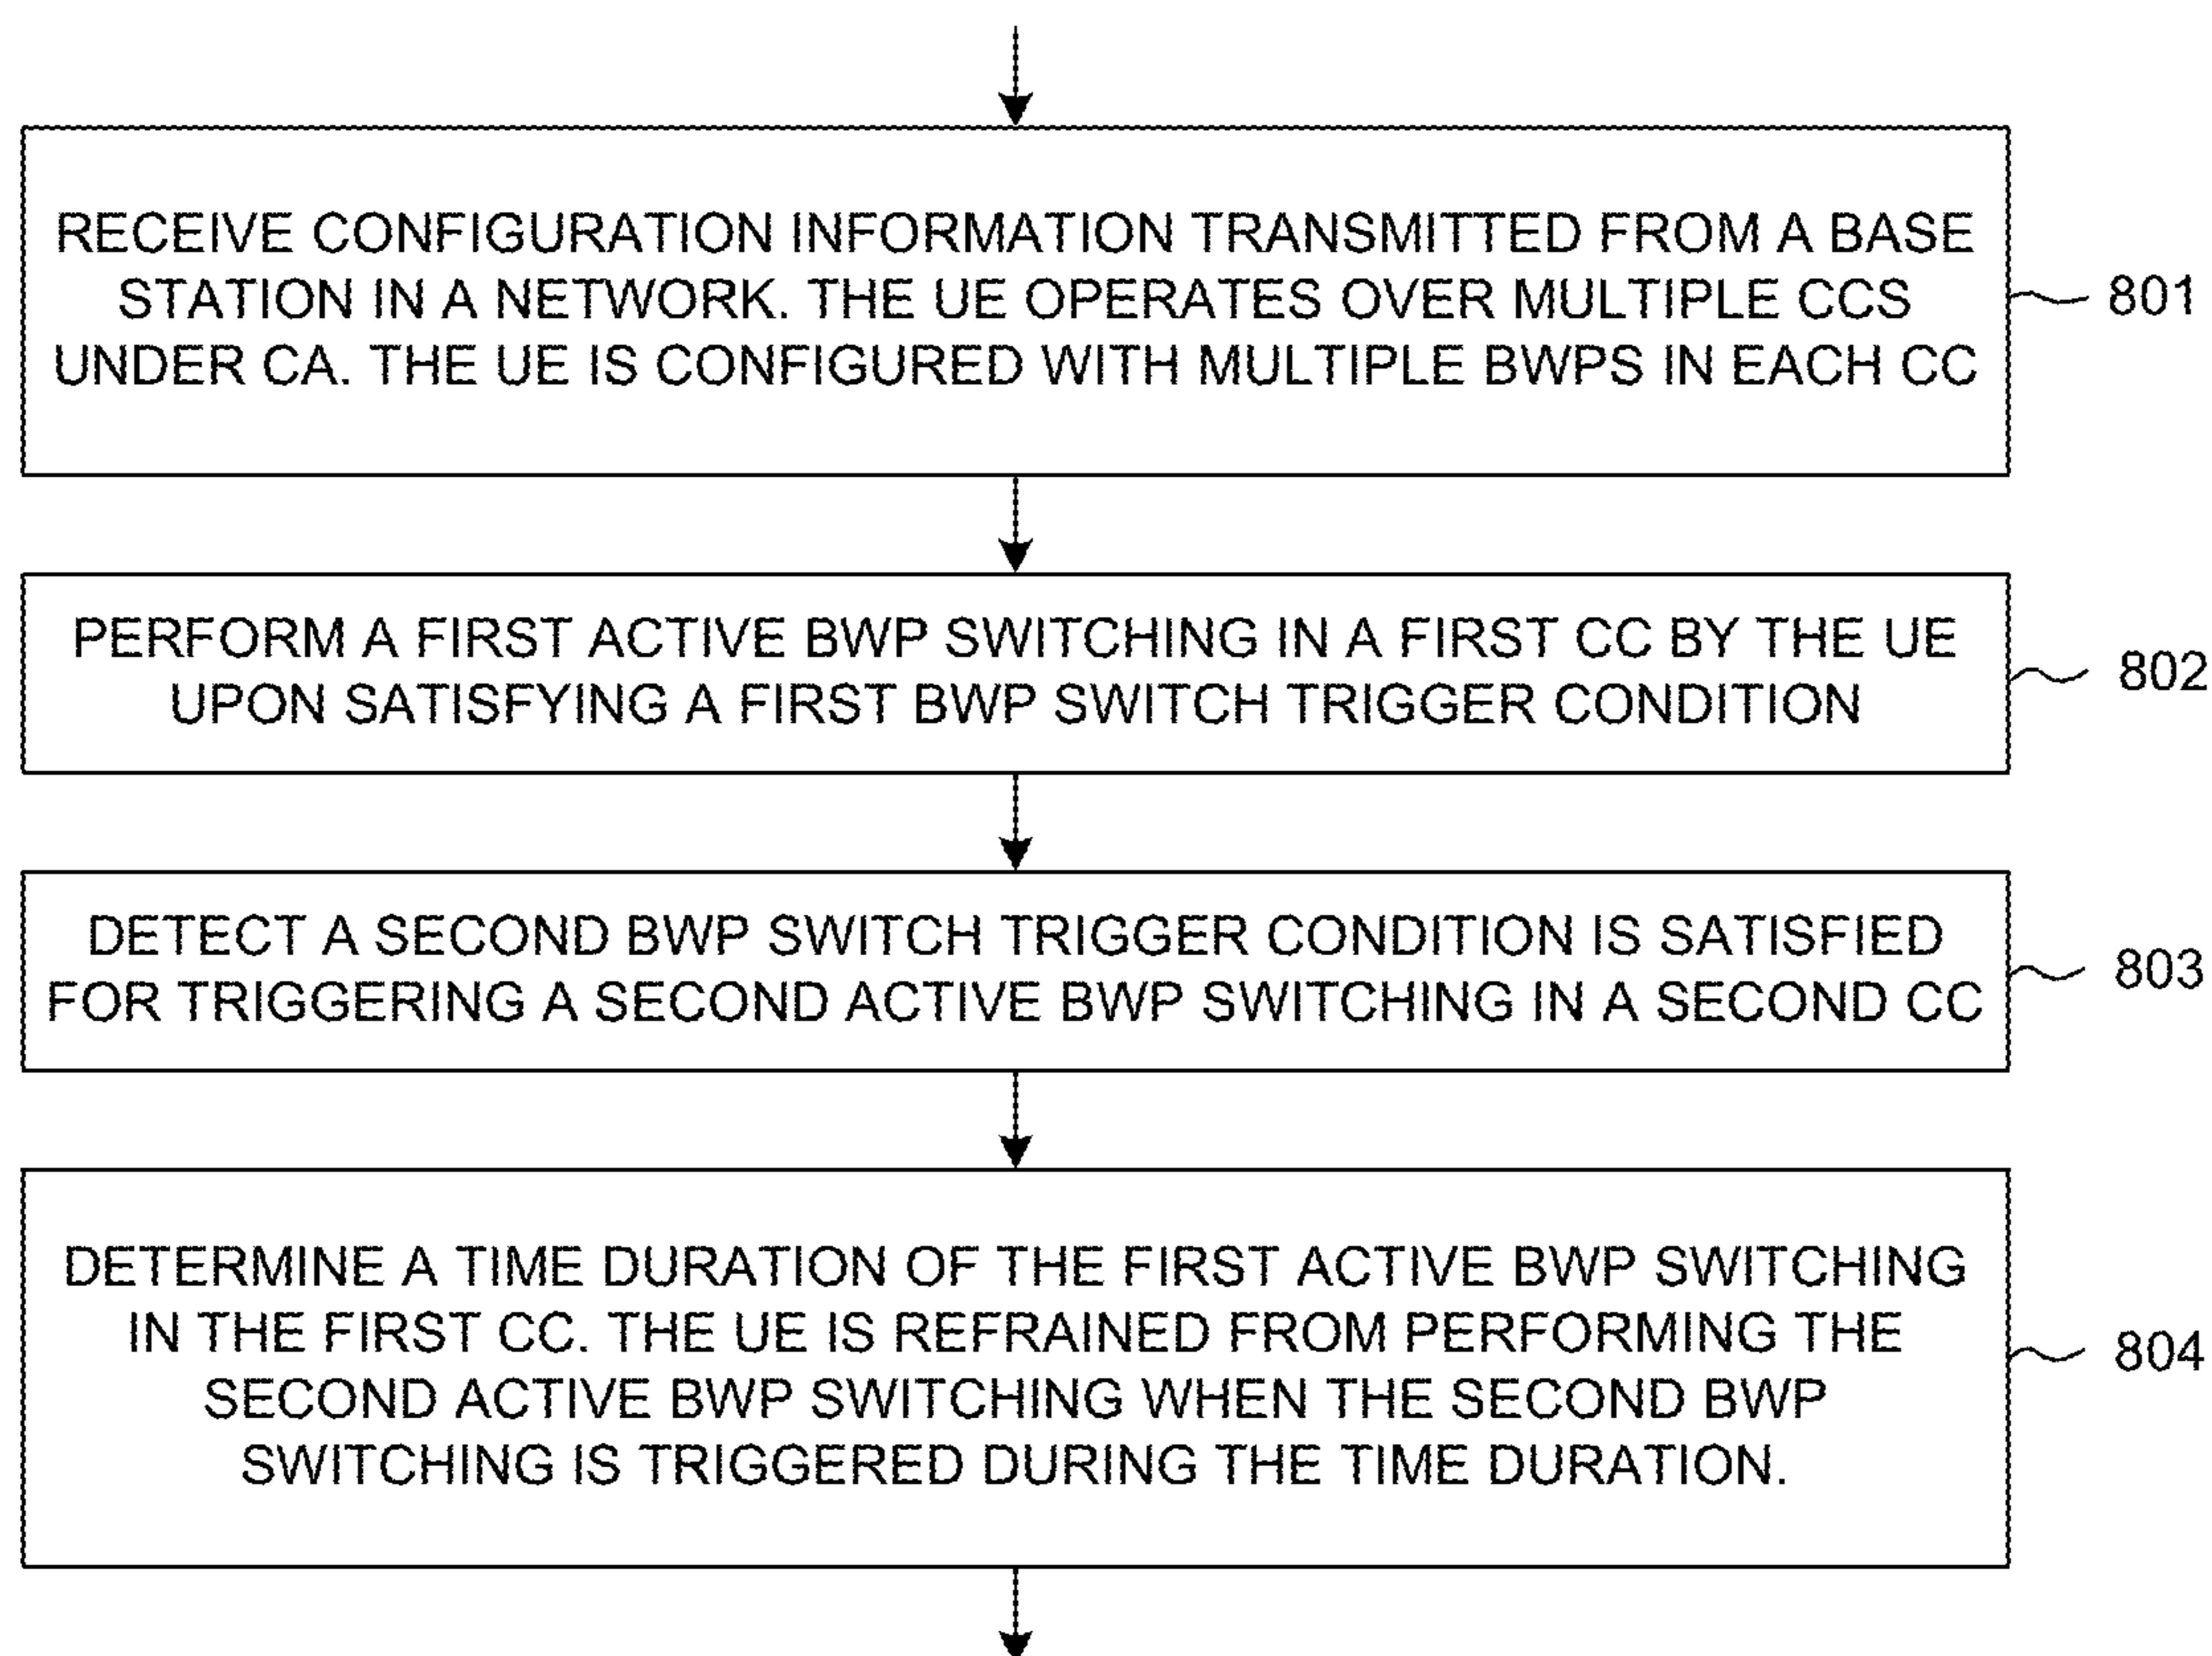 RECEIVE CONFIGURATION INFORMATION TRANSMITTED FROM A BASE
STATION IN A NETWORK. THE UE OPERATES OVER MULTIPLE CCS
UNDER CA. THE UE IS CONFIGURED WITH MULTIPLE BWPS IN EACH CC
801
PERFORM A FIRST ACTIVE BWP SWITCHING IN A FIRST CC BY THE UE
UPON SATISFYING A FIRST BWP SWITCH TRIGGER CONDITION
802
DETECT A SECOND BWP SWITCH TRIGGER CONDITION IS SATISFIED
FOR TRIGGERING A SECOND ACTIVE BWP SWITCHING IN A SECOND CC
803
DETERMINE A TIME DURATION OF THE FIRST ACTIVE BWP SWITCHING
IN THE FIRST CC. THE UE IS REFRAINED FROM PERFORMING THE
SECOND ACTIVE BWP SWITCHING WHEN THE SECOND BWP
SWITCHING IS TRIGGERED DURING THE TIME DURATION.
804